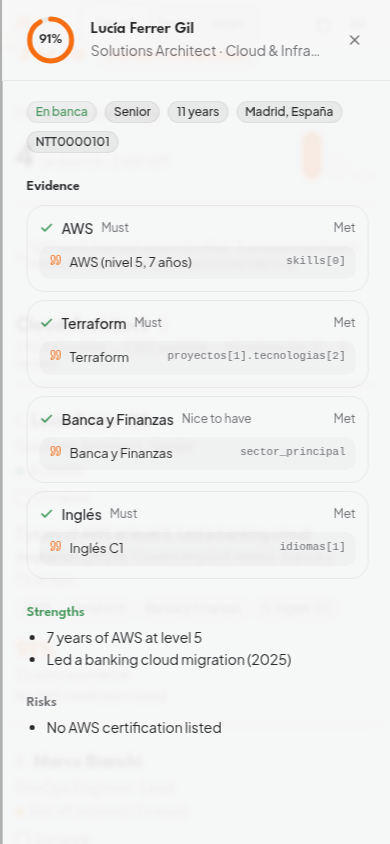 91%
Lucía Ferrer Gil
Solutions Architect · Cloud & Infra...
En banca
Senior
11 years
Madrid, España
NTT0000101
Evidence
AWS Must Met
AWS (nivel 5, 7 años) skills[0]
Terraform Must Met
Terraform proyectos[1].tecnologias[2]
Banca y Finanzas Nice to have Met
Banca y Finanzas sector_principal
Inglés Must Met
Inglés C1 idiomas[1]
Strengths
• 7 years of AWS at level 5
• Led a banking cloud migration (2025)
Risks
• No AWS certification listed